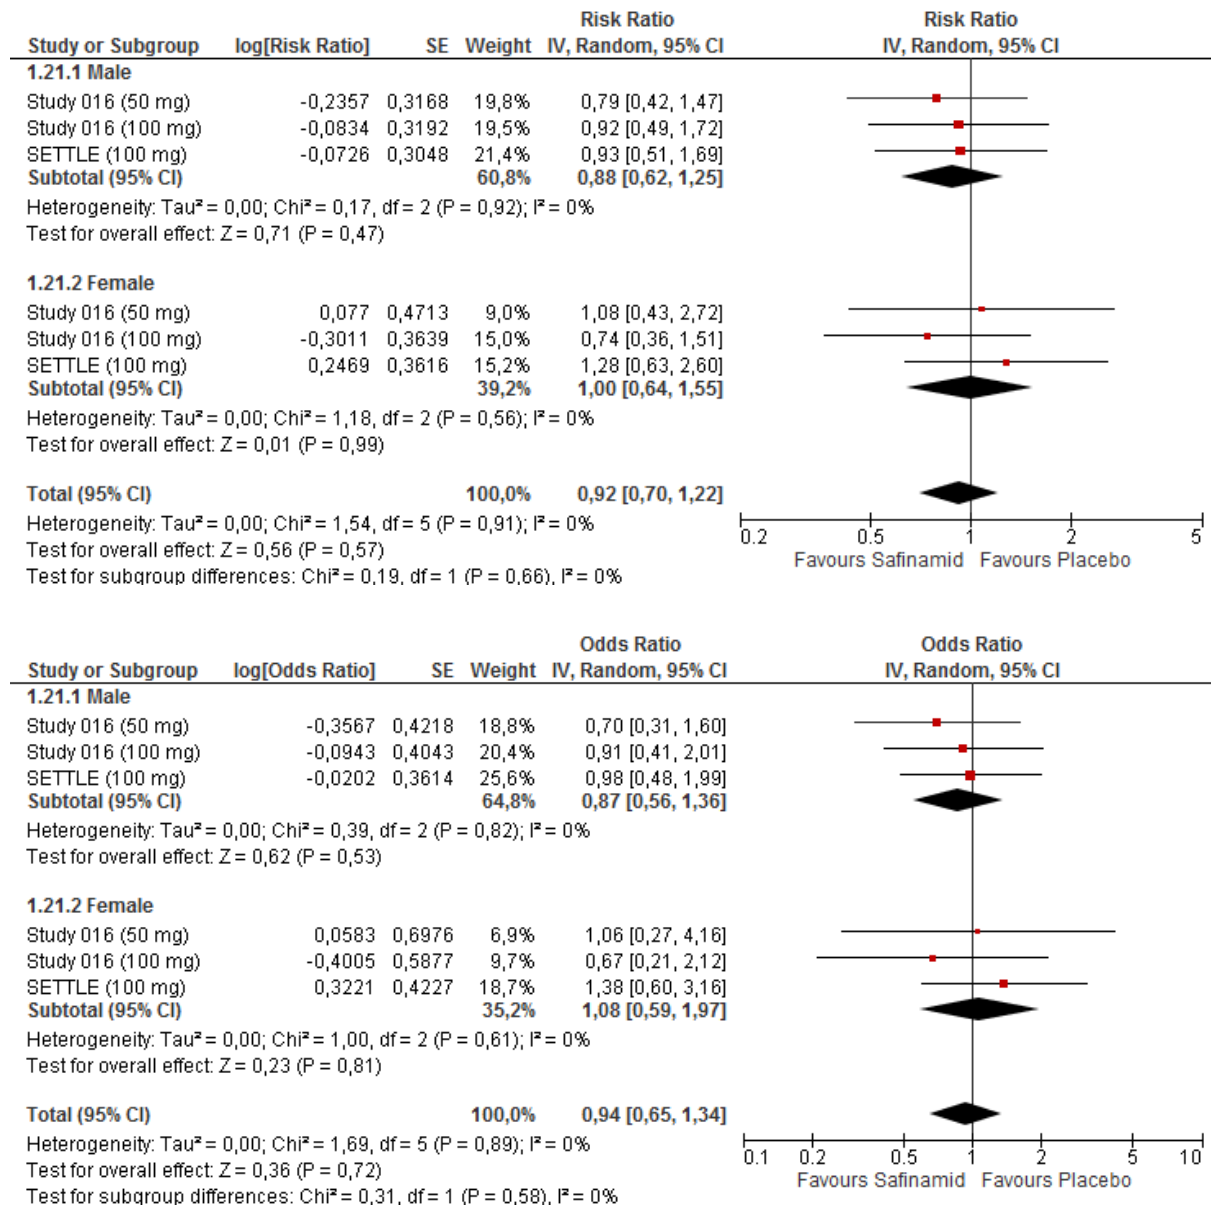 Risk Ratio Risk Ratio
Study or Subgroup log[Risk Ratio] SE Weight IV, Random, 95% CI IV, Random, 95% CI
1.21.1 Male
Study 016 (50 mg) -0,2357 0,3168 19,8% 0,79 [0,42, 1,47]
Study 016 (100 mg) -0,0834 0,3192 19,5% 0,92 [0,49, 1,72]
SETTLE (100 mg) -0,0726 0,3048 21,4% 0,93 [0,51, 1,69]
Subtotal (95% CI) 60,8% 0,88 [0,62, 1,25]
Heterogeneity: Tau² = 0,00; Chi² = 0,17, df = 2 (P = 0,92); I² = 0%
Test for overall effect: Z = 0,71 (P = 0,47)
1.21.2 Female
Study 016 (50 mg) 0,077 0,4713 9,0% 1,08 [0,43, 2,72]
Study 016 (100 mg) -0,3011 0,3639 15,0% 0,74 [0,36, 1,51]
SETTLE (100 mg) 0,2469 0,3616 15,2% 1,28 [0,63, 2,60]
Subtotal (95% CI) 39,2% 1,00 [0,64, 1,55]
Heterogeneity: Tau² = 0,00; Chi² = 1,18, df = 2 (P = 0,56); I² = 0%
Test for overall effect: Z = 0,01 (P = 0,99)
Total (95% CI) 100,0% 0,92 [0,70, 1,22]
Heterogeneity: Tau² = 0,00; Chi² = 1,54, df = 5 (P = 0,91); I² = 0%
Test for overall effect: Z = 0,56 (P = 0,57)
Test for subgroup differences: Chi² = 0,19, df = 1 (P = 0,66), I² = 0%
0.2 0.5 1 2 5
Favours Safinamid Favours Placebo
Odds Ratio Odds Ratio
Study or Subgroup log[Odds Ratio] SE Weight IV, Random, 95% CI IV, Random, 95% CI
1.21.1 Male
Study 016 (50 mg) -0,3567 0,4218 18,8% 0,70 [0,31, 1,60]
Study 016 (100 mg) -0,0943 0,4043 20,4% 0,91 [0,41, 2,01]
SETTLE (100 mg) -0,0202 0,3614 25,6% 0,98 [0,48, 1,99]
Subtotal (95% CI) 64,8% 0,87 [0,56, 1,36]
Heterogeneity: Tau² = 0,00; Chi² = 0,39, df = 2 (P = 0,82); I² = 0%
Test for overall effect: Z = 0,62 (P = 0,53)
1.21.2 Female
Study 016 (50 mg) 0,0583 0,6976 6,9% 1,06 [0,27, 4,16]
Study 016 (100 mg) -0,4005 0,5877 9,7% 0,67 [0,21, 2,12]
SETTLE (100 mg) 0,3221 0,4227 18,7% 1,38 [0,60, 3,16]
Subtotal (95% CI) 35,2% 1,08 [0,59, 1,97]
Heterogeneity: Tau² = 0,00; Chi² = 1,00, df = 2 (P = 0,61); I² = 0%
Test for overall effect: Z = 0,23 (P = 0,81)
Total (95% CI) 100,0% 0,94 [0,65, 1,34]
Heterogeneity: Tau² = 0,00; Chi² = 1,69, df = 5 (P = 0,89); I² = 0%
Test for overall effect: Z = 0,36 (P = 0,72)
Test for subgroup differences: Chi² = 0,31, df = 1 (P = 0,58), I² = 0%
0.1 0.2 0.5 1 2 5 10
Favours Safinamid Favours Placebo